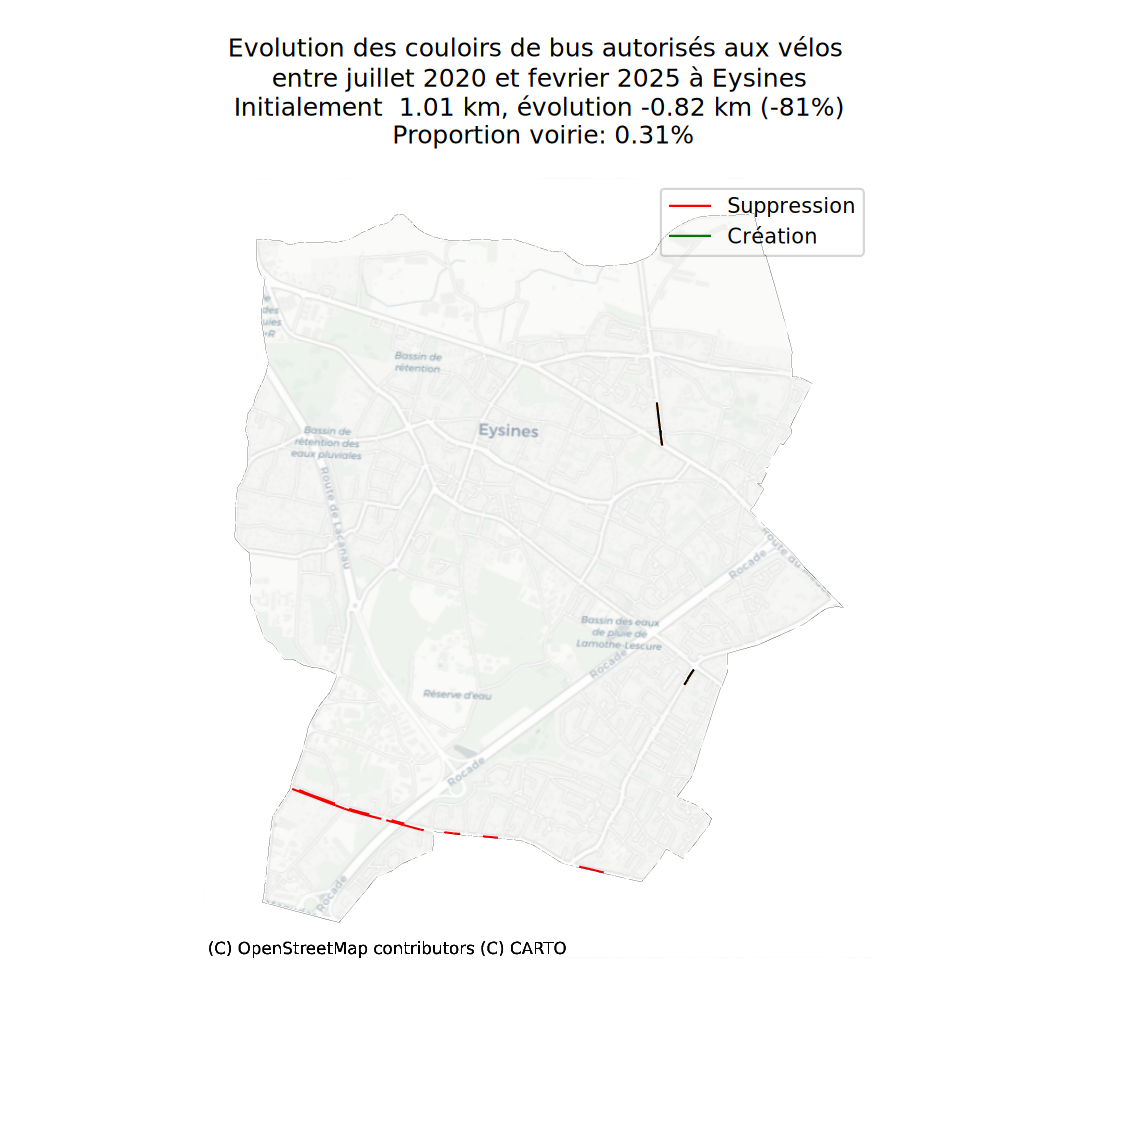 Evolution des couloirs de bus autorisés aux vélos
entre juillet 2020 et fevrier 2025 à Eysines
Initialement  1.01 km, évolution -0.82 km (-81%)
Proportion voirie: 0.31%
Suppression
Création
des
Bassin de
rétention
Eysines
Bassin de
rétention des
eaux pluviales
Route de Lacanau
Rocade
Route du
Bassin des eaux
de pluie de
Lamothe-Lescure
Rocade
Réserve d'eau
Rocade
Rocade
(C) OpenStreetMap contributors (C) CARTO